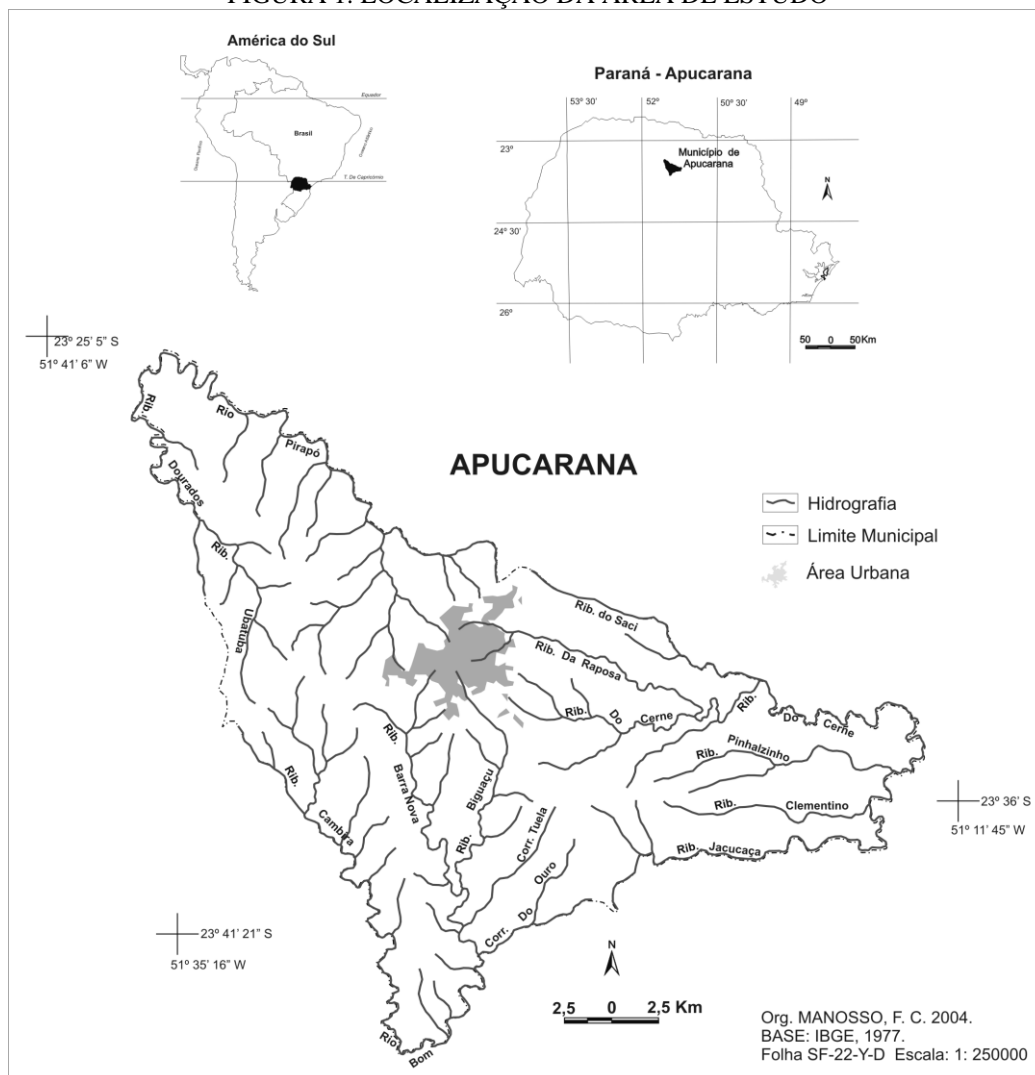 FIGURA 1: LOCALIZAÇÃO DA ÁREA DE ESTUDO
América do Sul
Equador
Brasil
Oceano Pacífico
Oceano Atlântico
T. De Capricórnio
Paraná - Apucarana
53º 30'
52º
50º 30'
49º
23º
24º 30'
26º
Município de
Apucarana
N
50 0 50Km
23º 25' 5" S
51º 41' 6" W
APUCARANA
Hidrografia
Limite Municipal
Área Urbana
Rib.
Dourados
Rio
Pirapó
Rib.
Ubatuba
Rib. do Saci
Rib. Da Raposa
Rib. Do Cerne
Rib. Do Cerne
Rib. Pinhalzinho
Rib. Clementino
Rib. Jacucaça
23º 36' S
51º 11' 45" W
Rib.
Cambira
Rib.
Barra Nova
Rib. Biguaçu
Corr. Tuela
Corr. Do Ouro
23º 41' 21" S
51º 35' 16" W
Rio
Bom
N
2,5 0 2,5 Km
Org. MANOSSO, F. C. 2004.
BASE: IBGE, 1977.
Folha SF-22-Y-D Escala: 1: 250000